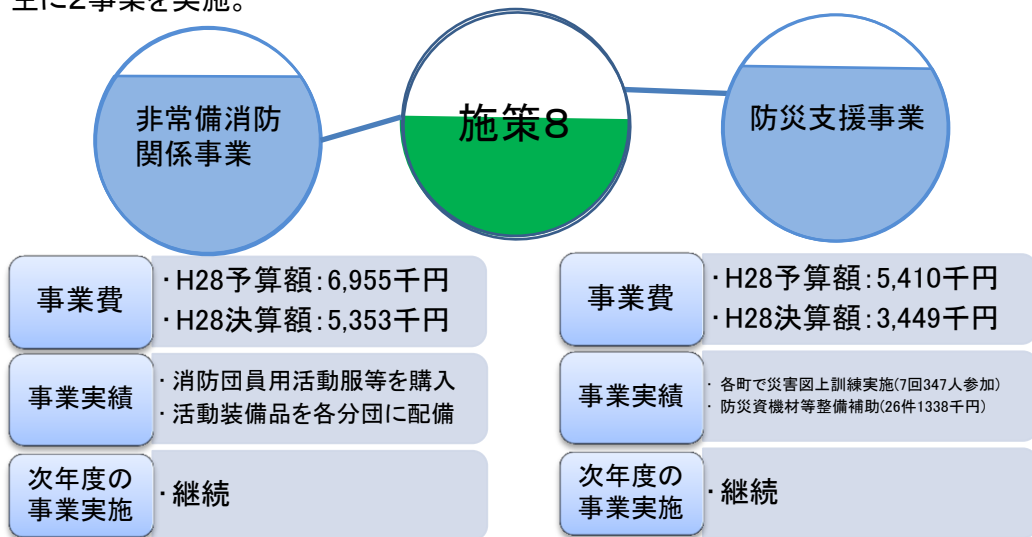 主に2事業を実施。
非常備消防
関係事業
施策8
防災支援事業
事業費
・H28予算額：6,955千円
・H28決算額：5,353千円
事業実績
・消防団員用活動服等を購入
・活動装備品を各分団に配備
次年度の
事業実施
・継続
事業費
・H28予算額：5,410千円
・H28決算額：3,449千円
事業実績
・各町で災害図上訓練実施(7回347人参加)
・防災資機材等整備補助(26件1338千円)
次年度の
事業実施
・継続